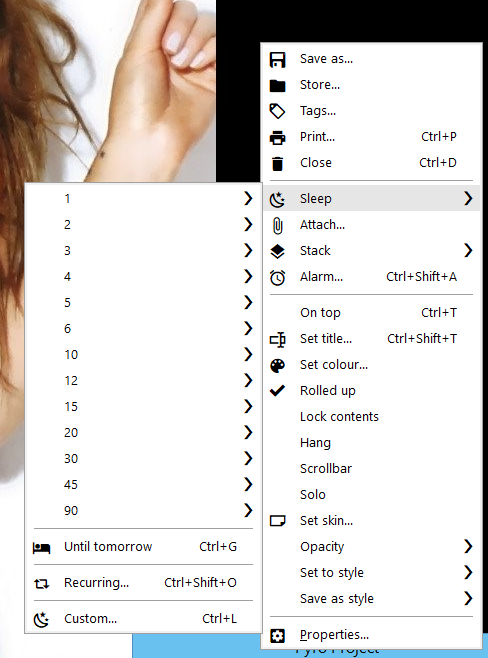 Save as...
Store...
Tags...
Print... Ctrl+P
Close Ctrl+D
Sleep
Attach...
Stack
Alarm... Ctrl+Shift+A
On top Ctrl+T
Set title... Ctrl+Shift+T
Set colour...
Rolled up
Lock contents
Hang
Scrollbar
Solo
Set skin...
Opacity
Set to style
Save as style
Properties...
1
2
3
4
5
6
10
12
15
20
30
45
90
Until tomorrow Ctrl+G
Recurring... Ctrl+Shift+O
Custom... Ctrl+L
Pyro Project